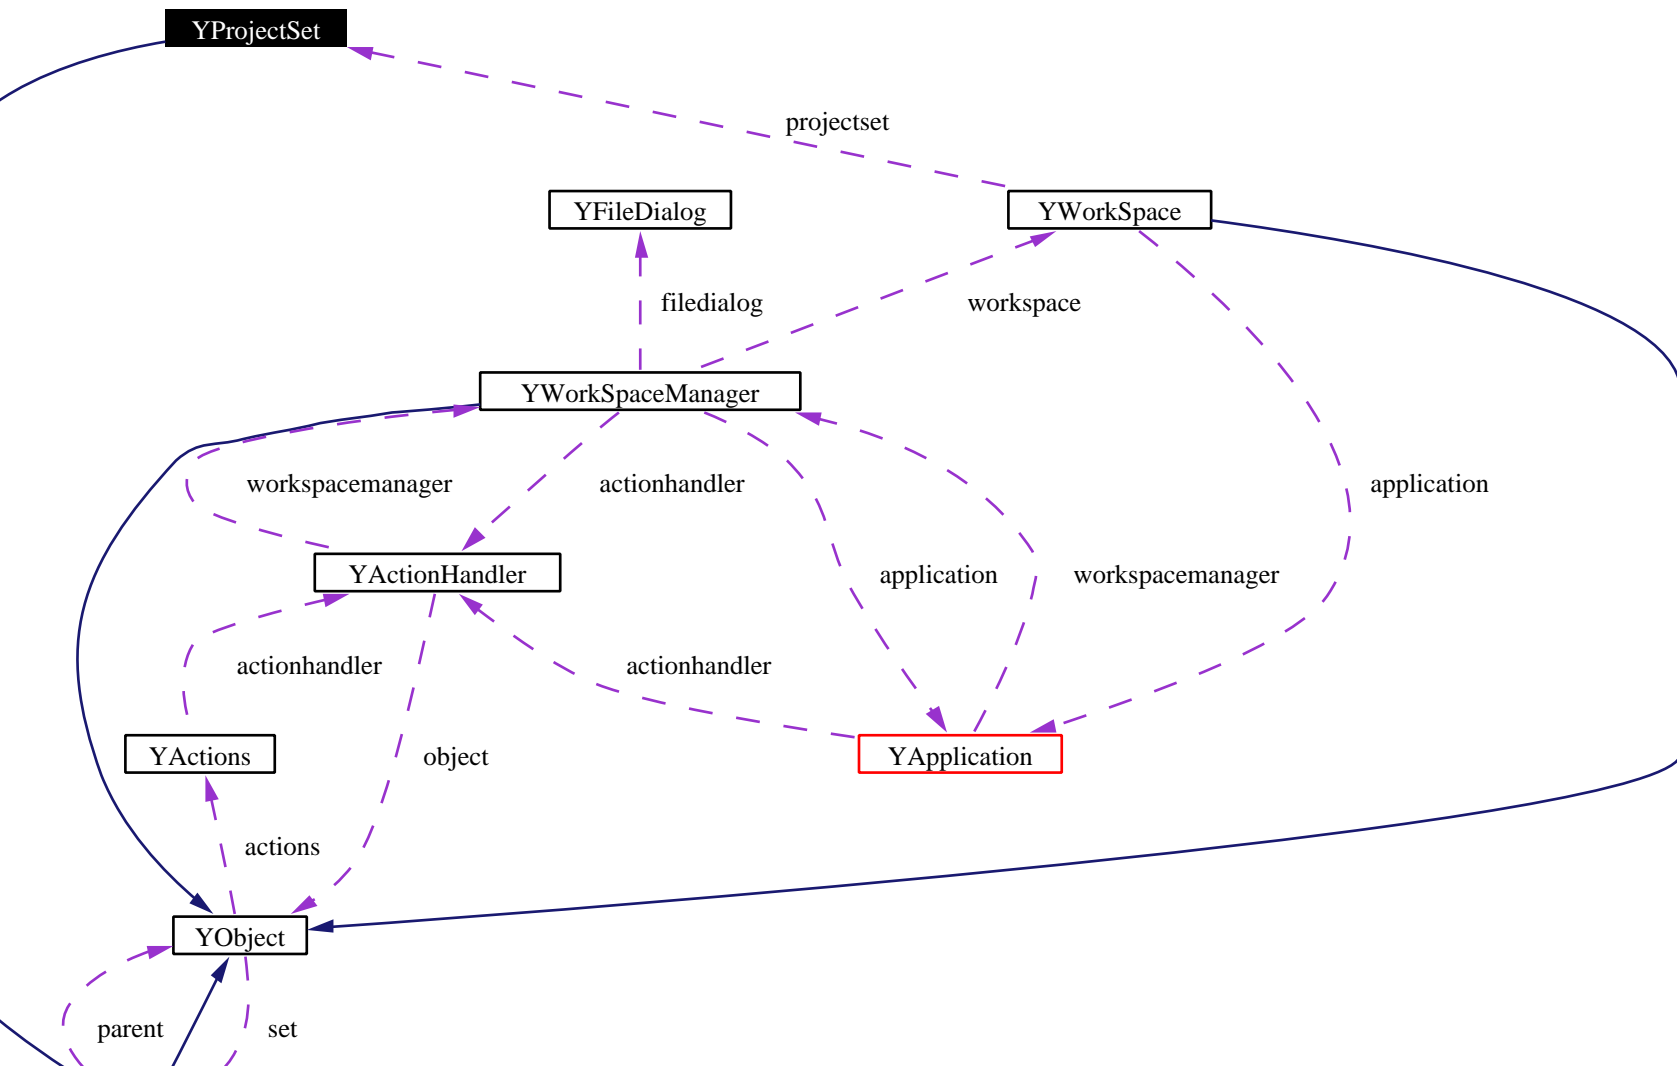 YProjectSet
projectset
YFileDialog
YWorkSpace
filedialog
workspace
YWorkSpaceManager
workspacemanager
actionhandler
application
YActionHandler
application
workspacemanager
actionhandler
actionhandler
YActions
object
YApplication
actions
YObject
parent
set